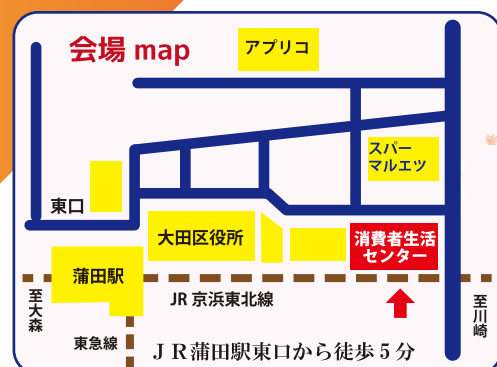 会場 map
アプリコ
スパー
マルエツ
東口
大田区役所
消費者生活
センター
蒲田駅
JR 京浜東北線
至大森
至川崎
東急線
JR蒲田駅東口から徒歩5分